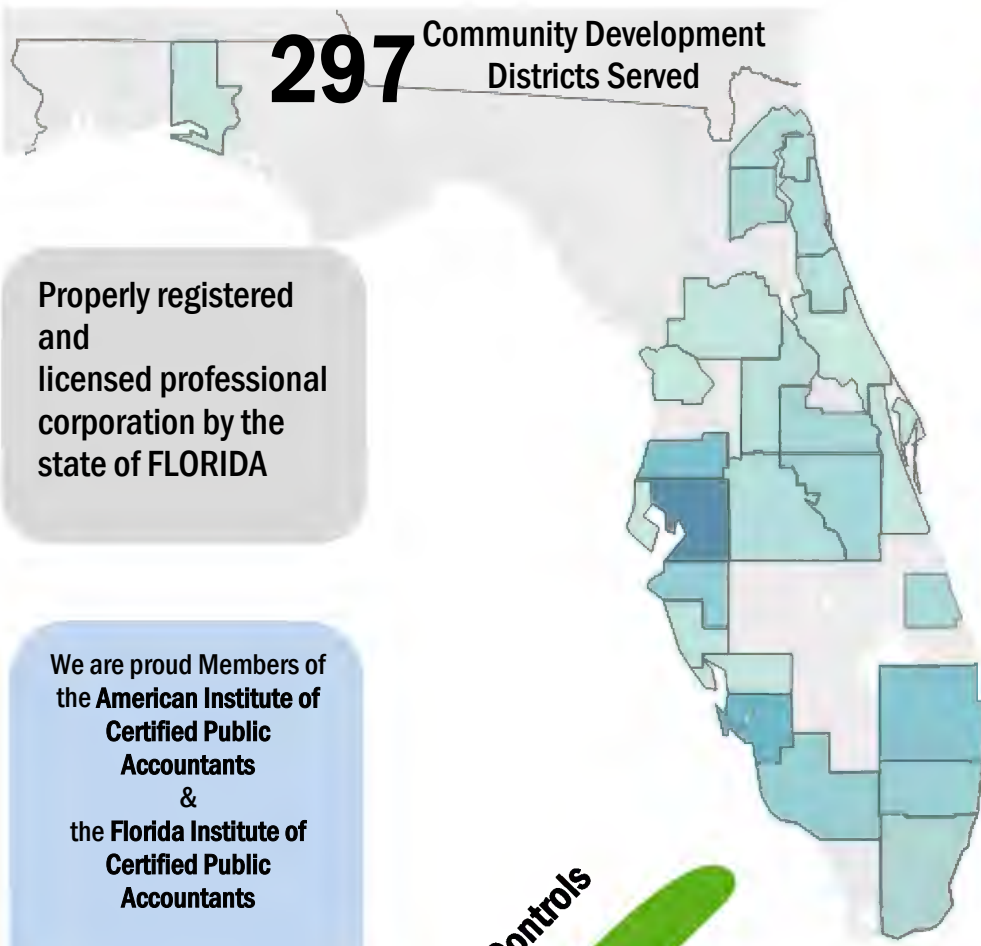 297 Community Development
Districts Served
Properly registered
and
licensed professional
corporation by the
state of FLORIDA
We are proud Members of
the American Institute of
Certified Public
Accountants
&
the Florida Institute of
Certified Public
Accountants
Controls